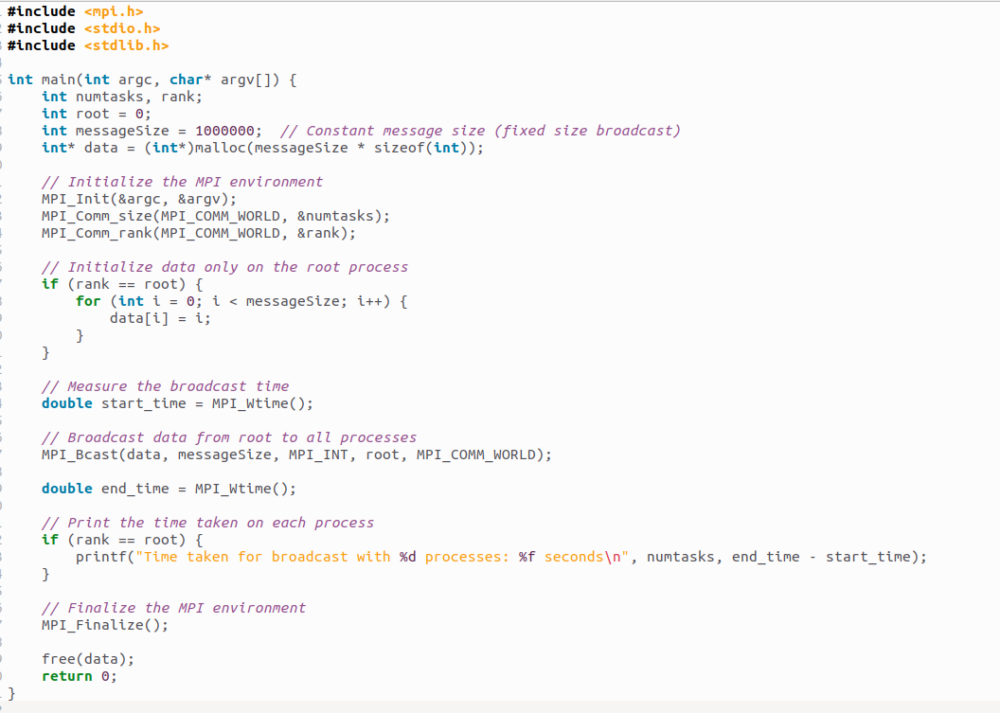 #include <mpi.h>
#include <stdio.h>
#include <stdlib.h>

int main(int argc, char* argv[]) {
    int numtasks, rank;
    int root = 0;
    int messageSize = 1000000;  // Constant message size (fixed size broadcast)
    int* data = (int*)malloc(messageSize * sizeof(int));

    // Initialize the MPI environment
    MPI_Init(&argc, &argv);
    MPI_Comm_size(MPI_COMM_WORLD, &numtasks);
    MPI_Comm_rank(MPI_COMM_WORLD, &rank);

    // Initialize data only on the root process
    if (rank == root) {
        for (int i = 0; i < messageSize; i++) {
            data[i] = i;
        }
    }

    // Measure the broadcast time
    double start_time = MPI_Wtime();

    // Broadcast data from root to all processes
    MPI_Bcast(data, messageSize, MPI_INT, root, MPI_COMM_WORLD);

    double end_time = MPI_Wtime();

    // Print the time taken on each process
    if (rank == root) {
        printf("Time taken for broadcast with %d processes: %f seconds\n", numtasks, end_time - start_time);
    }

    // Finalize the MPI environment
    MPI_Finalize();

    free(data);
    return 0;
}